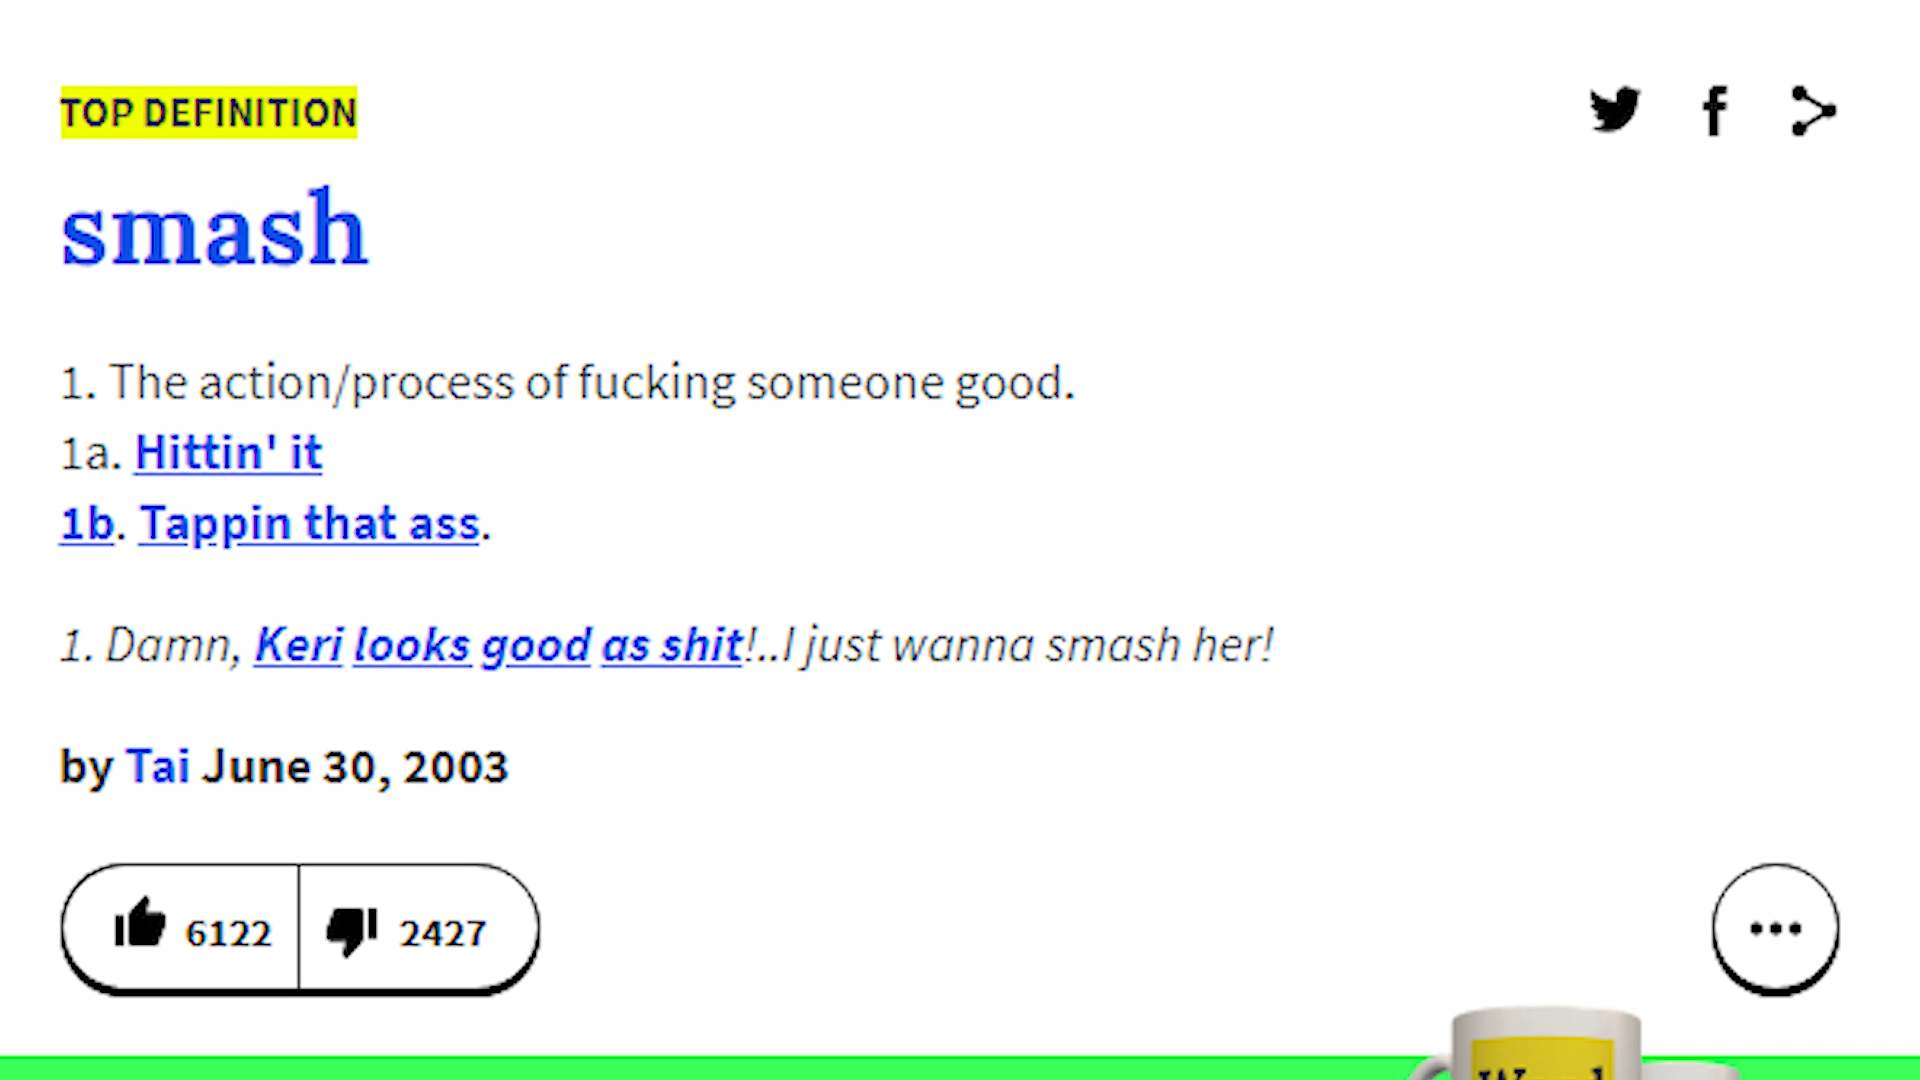 TOP DEFINITION
smash
1. The action/process of fucking someone good.
1a. Hittin' it
1b. Tappin that ass.
1. Damn, Keri looks good as shit!..I just wanna smash her!
by Tai June 30, 2003
6122 2427